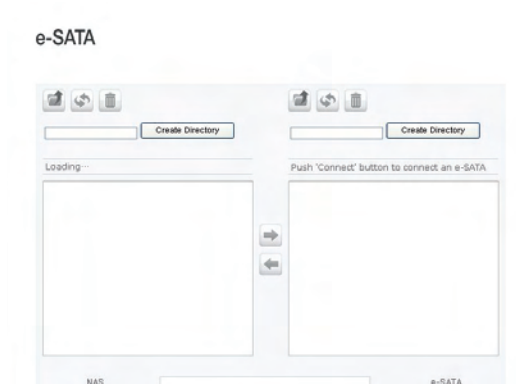 e-SATA
Create Directory
Create Directory
Loading...
Push 'Connect' button to connect an e-SATA
NAS
e-SATA